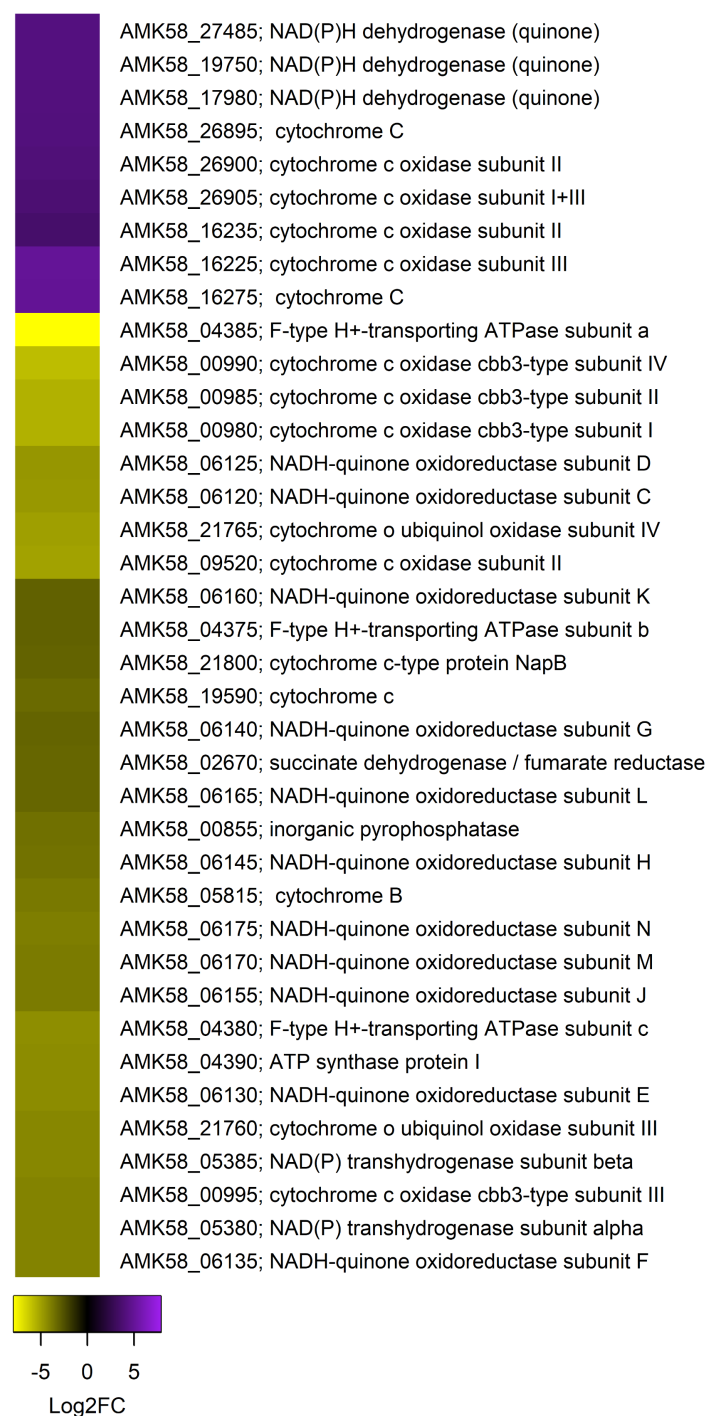 AMK58_27485; NAD(P)H dehydrogenase (quinone)
AMK58_19750; NAD(P)H dehydrogenase (quinone)
AMK58_17980; NAD(P)H dehydrogenase (quinone)
AMK58_26895;  cytochrome C
AMK58_26900; cytochrome c oxidase subunit II
AMK58_26905; cytochrome c oxidase subunit I+III
AMK58_16235; cytochrome c oxidase subunit II
AMK58_16225; cytochrome c oxidase subunit III
AMK58_16275;  cytochrome C
AMK58_04385; F-type H+-transporting ATPase subunit a
AMK58_00990; cytochrome c oxidase cbb3-type subunit IV
AMK58_00985; cytochrome c oxidase cbb3-type subunit II
AMK58_00980; cytochrome c oxidase cbb3-type subunit I
AMK58_06125; NADH-quinone oxidoreductase subunit D
AMK58_06120; NADH-quinone oxidoreductase subunit C
AMK58_21765; cytochrome o ubiquinol oxidase subunit IV
AMK58_09520; cytochrome c oxidase subunit II
AMK58_06160; NADH-quinone oxidoreductase subunit K
AMK58_04375; F-type H+-transporting ATPase subunit b
AMK58_21800; cytochrome c-type protein NapB
AMK58_19590; cytochrome c
AMK58_06140; NADH-quinone oxidoreductase subunit G
AMK58_02670; succinate dehydrogenase / fumarate reductase
AMK58_06165; NADH-quinone oxidoreductase subunit L
AMK58_00855; inorganic pyrophosphatase
AMK58_06145; NADH-quinone oxidoreductase subunit H
AMK58_05815;  cytochrome B
AMK58_06175; NADH-quinone oxidoreductase subunit N
AMK58_06170; NADH-quinone oxidoreductase subunit M
AMK58_06155; NADH-quinone oxidoreductase subunit J
AMK58_04380; F-type H+-transporting ATPase subunit c
AMK58_04390; ATP synthase protein I
AMK58_06130; NADH-quinone oxidoreductase subunit E
AMK58_21760; cytochrome o ubiquinol oxidase subunit III
AMK58_05385; NAD(P) transhydrogenase subunit beta
AMK58_00995; cytochrome c oxidase cbb3-type subunit III
AMK58_05380; NAD(P) transhydrogenase subunit alpha
AMK58_06135; NADH-quinone oxidoreductase subunit F
-5 0 5
Log2FC